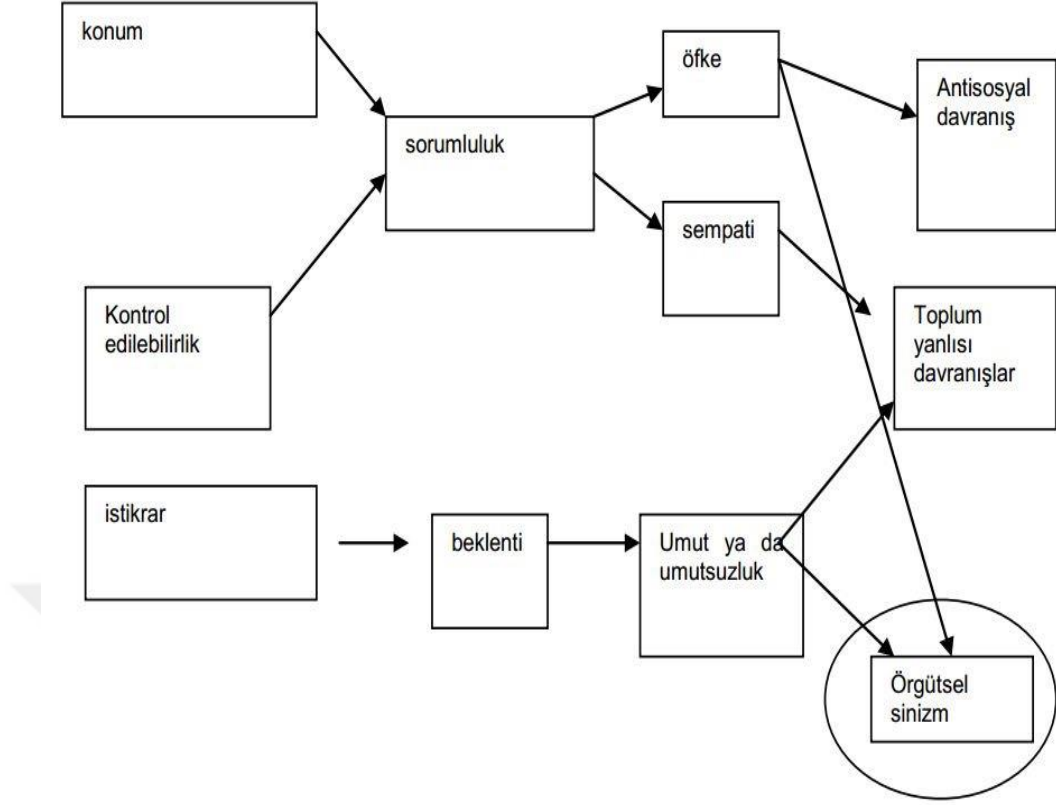 konum
öfke
Antisosyal
davranış
sorumluluk
sempati
Kontrol
edilebilirlik
Toplum
yanlısı
davranışlar
istikrar
beklenti
Umut ya da
umutsuzluk
Örgütsel
sinizm